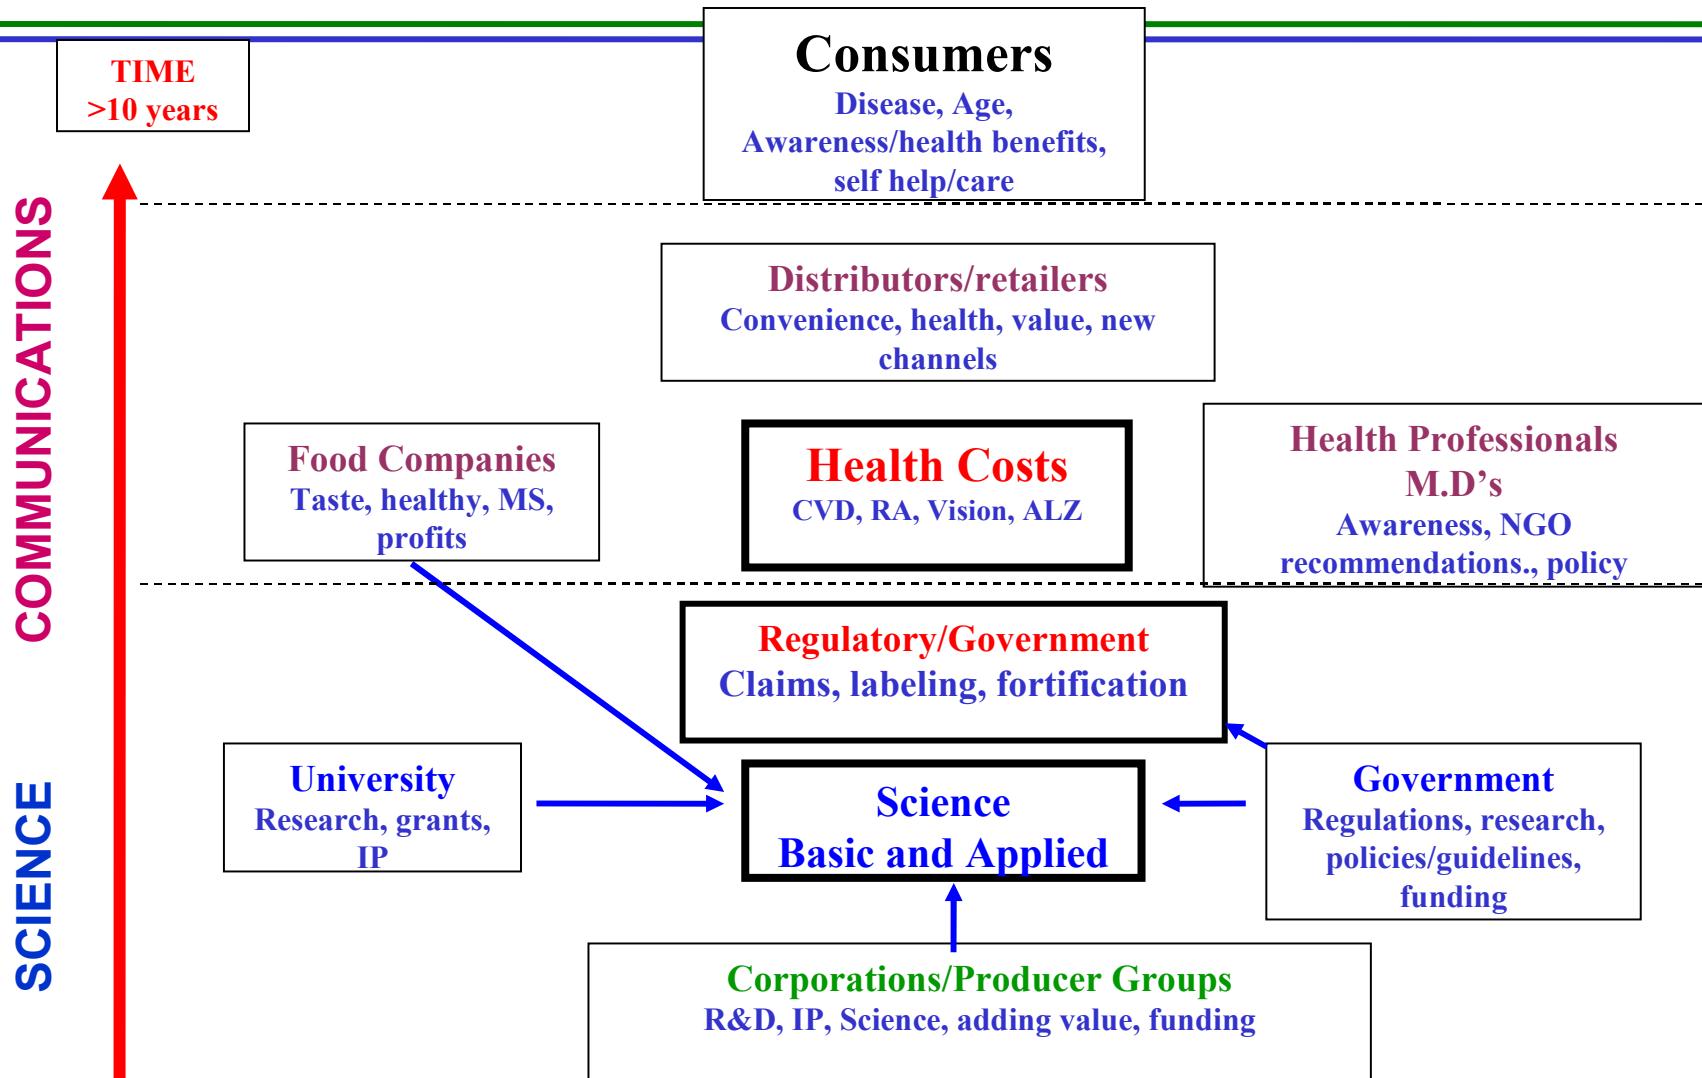 TIME
>10 years
Consumers
Disease, Age,
Awareness/health benefits,
self help/care
COMMUNICATIONS
Distributors/retailers
Convenience, health, value, new
channels
Food Companies
Taste, healthy, MS,
profits
Health Costs
CVD, RA, Vision, ALZ
Health Professionals
M.D’s
Awareness, NGO
recommendations., policy
Regulatory/Government
Claims, labeling, fortification
SCIENCE
University
Research, grants,
IP
Science
Basic and Applied
Government
Regulations, research,
policies/guidelines,
funding
Corporations/Producer Groups
R&D, IP, Science, adding value, funding